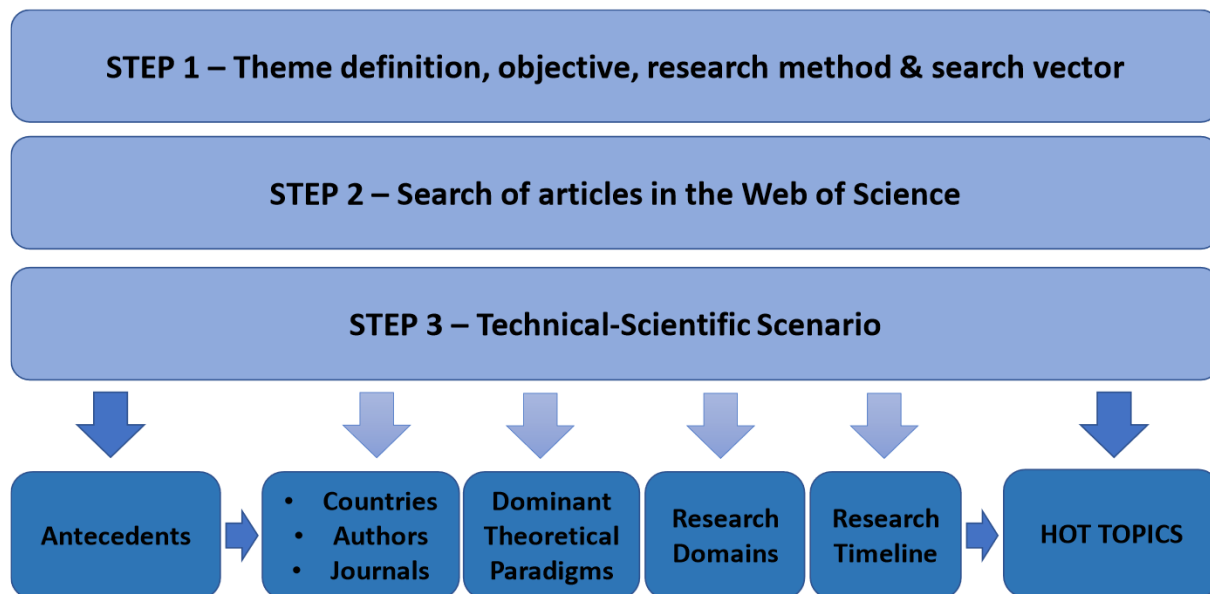 STEP 1 – Theme definition, objective, research method & search vector
STEP 2 – Search of articles in the Web of Science
STEP 3 – Technical-Scientific Scenario
Antecedents
• Countries
• Authors
• Journals
Dominant
Theoretical
Paradigms
Research
Domains
Research
Timeline
HOT TOPICS